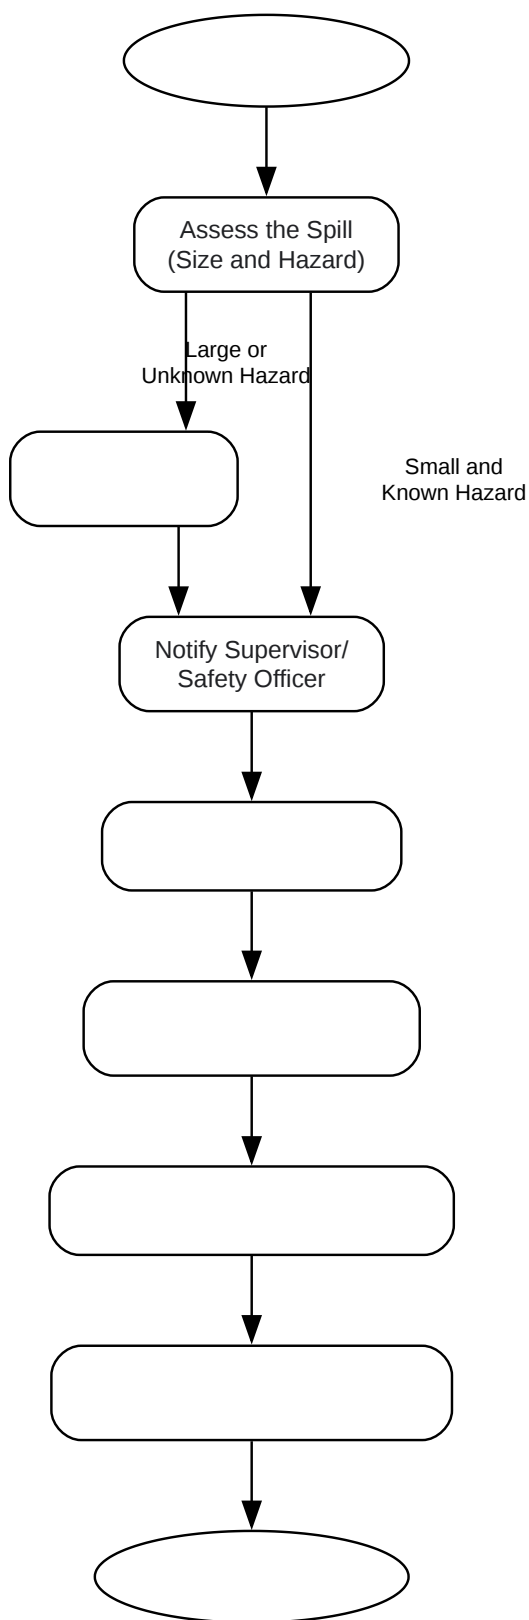 Assess the Spill
(Size and Hazard)
Large or
Unknown Hazard
Small and
Known Hazard
Notify Supervisor/
Safety Officer